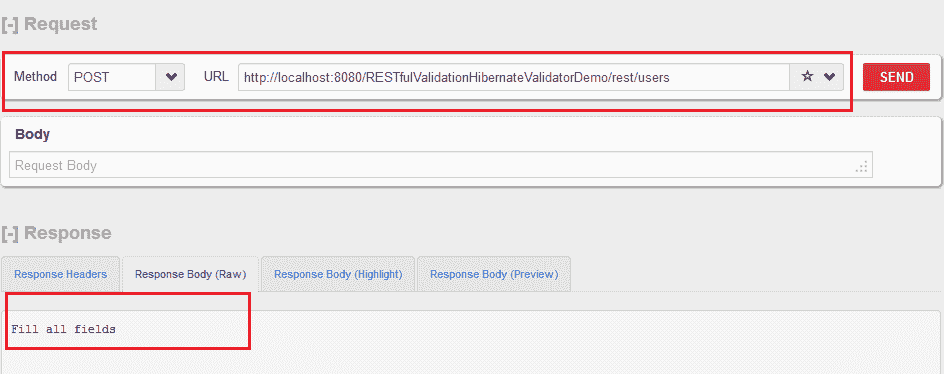 [-] Request
Method POST URL http://localhost:8080/RESTfulValidationHibernateValidatorDemo/rest/users SEND
Body
Request Body
[-] Response
Response Headers Response Body (Raw) Response Body (Highlight) Response Body (Preview)
Fill all fields